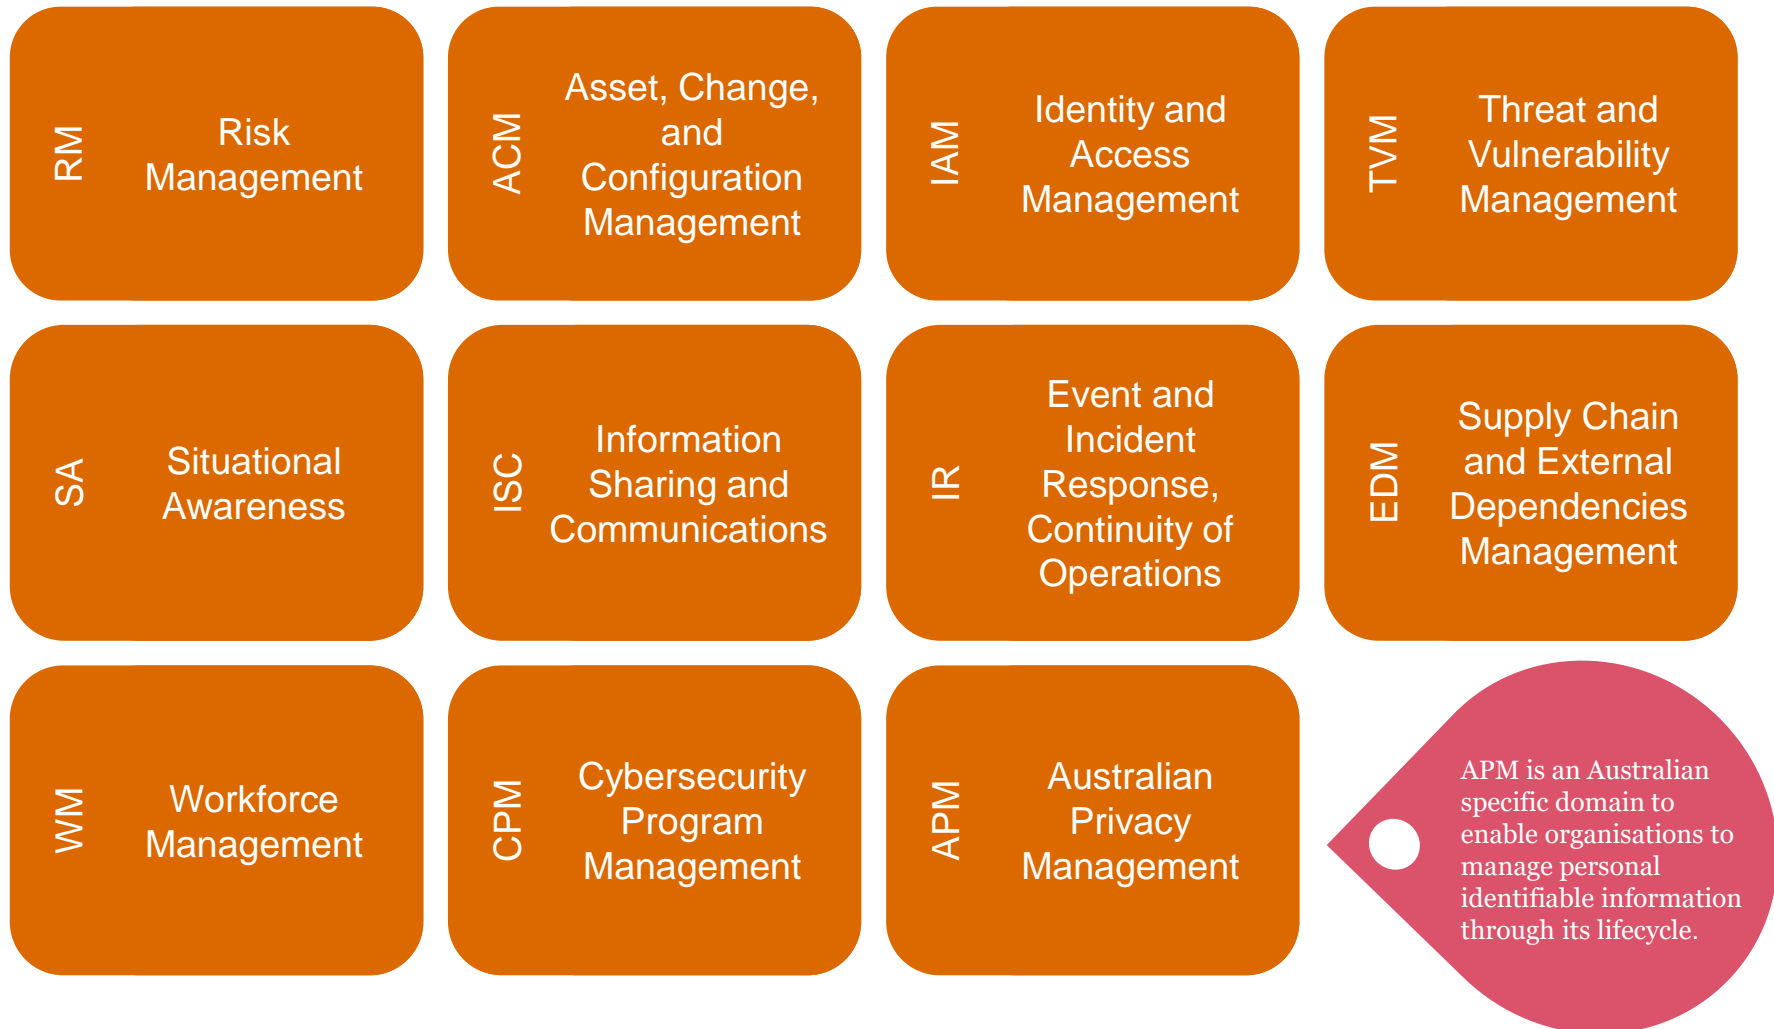 RM
Risk
Management
ACM
Asset, Change,
and
Configuration
Management
IAM
Identity and
Access
Management
TVM
Threat and
Vulnerability
Management
SA
Situational
Awareness
ISC
Information
Sharing and
Communications
IR
Event and
Incident
Response,
Continuity of
Operations
EDM
Supply Chain
and External
Dependencies
Management
WM
Workforce
Management
CPM
Cybersecurity
Program
Management
APM
Australian
Privacy
Management
APM is an Australian
specific domain to
enable organisations to
manage personal
identifiable information
through its lifecycle.